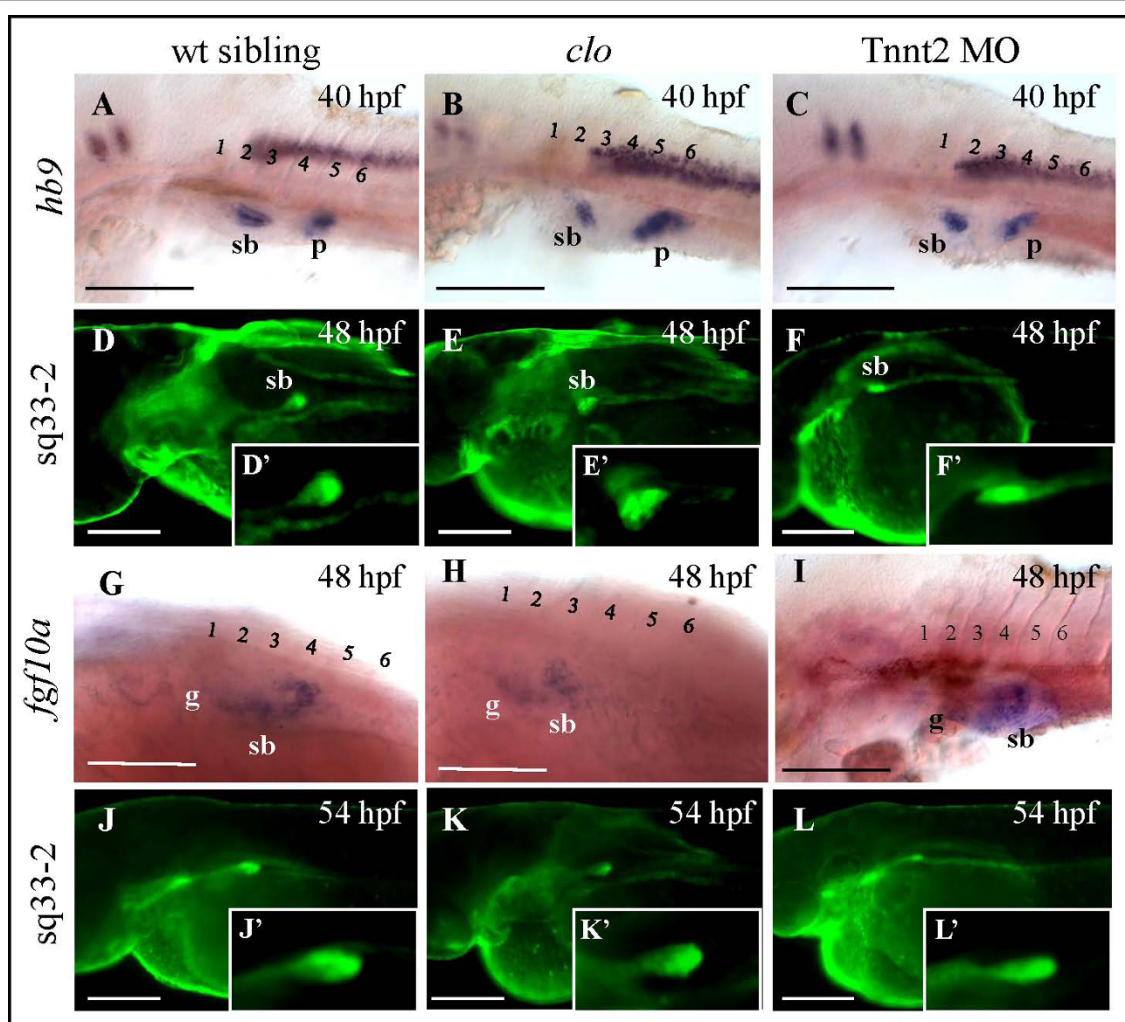 wt sibling clo Tnnt2 MO
hb9
A 40 hpf
1 2 3 4 5 6
sb p
B 40 hpf
1 2 3 4 5 6
sb p
C 40 hpf
1 2 3 4 5 6
sb p
sq33-2
D 48 hpf
sb
D'
E 48 hpf
sb
E'
F 48 hpf
sb
F'
fgf10a
G 48 hpf
1 2 3 4 5 6
g
sb
H 48 hpf
1 2 3 4 5 6
g
sb
I 48 hpf
1 2 3 4 5 6
g
sb
sq33-2
J 54 hpf
J'
K 54 hpf
K'
L 54 hpf
L'